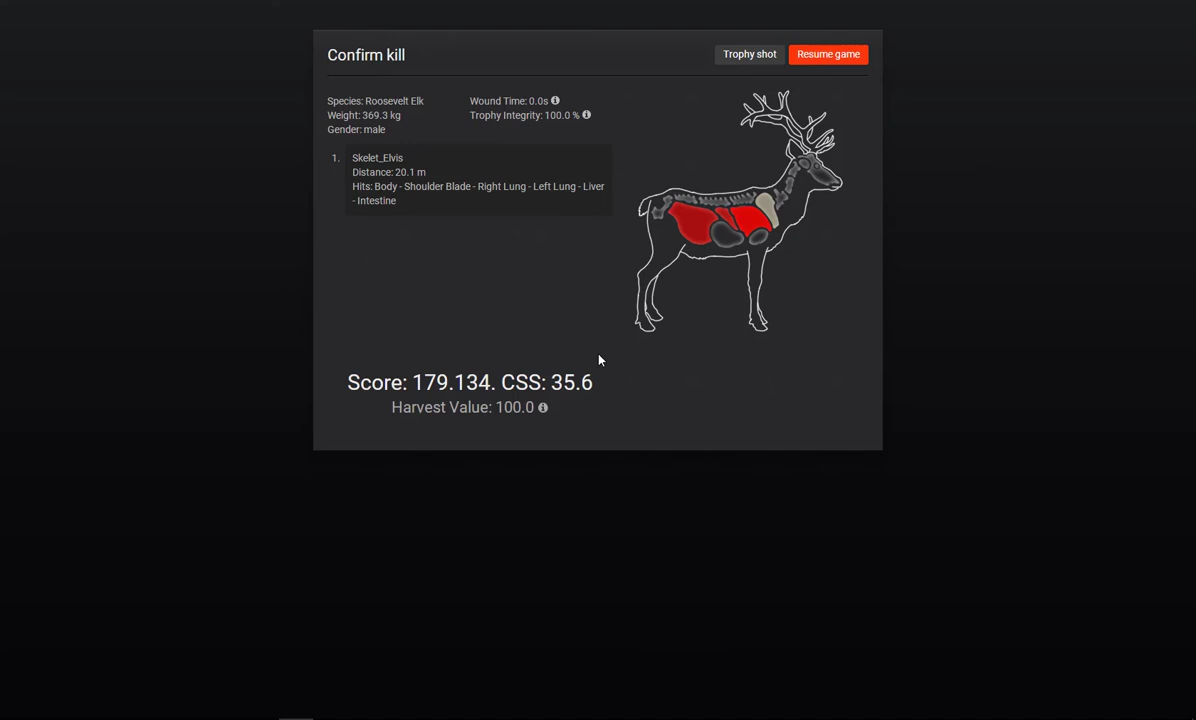 Confirm kill
Trophy shot
Resume game
Species: Roosevelt Elk
Weight: 369.3 kg
Gender: male
Wound Time: 0.0s
Trophy Integrity: 100.0 %
1.
Skelet_Elvis
Distance: 20.1 m
Hits: Body - Shoulder Blade - Right Lung - Left Lung - Liver
- Intestine
Score: 179.134. CSS: 35.6
Harvest Value: 100.0